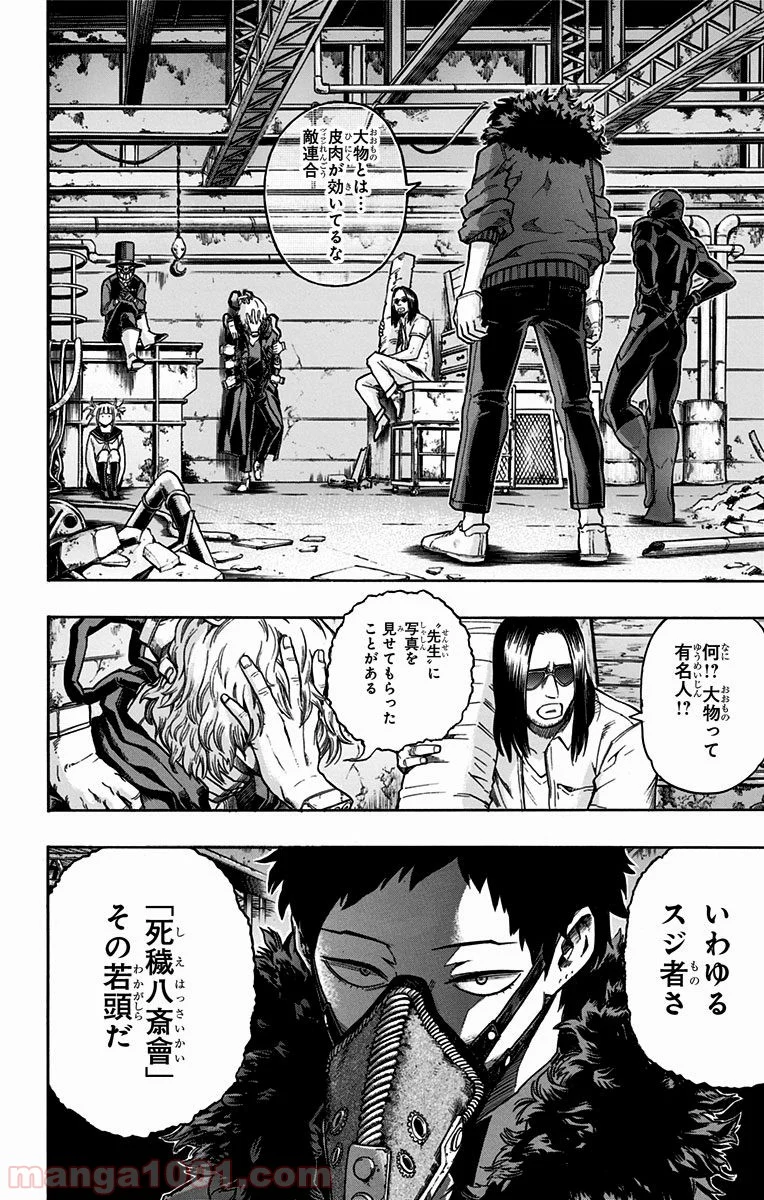 大物とは…
皮肉が効いてるな
敵連合…
何!?大物って
有名人!?
〝先生〟に
写真を
見せてもらった
ことがある
いわゆる
スジ者さ
「死穢八斎會」
その若頭だ
manga1001.com